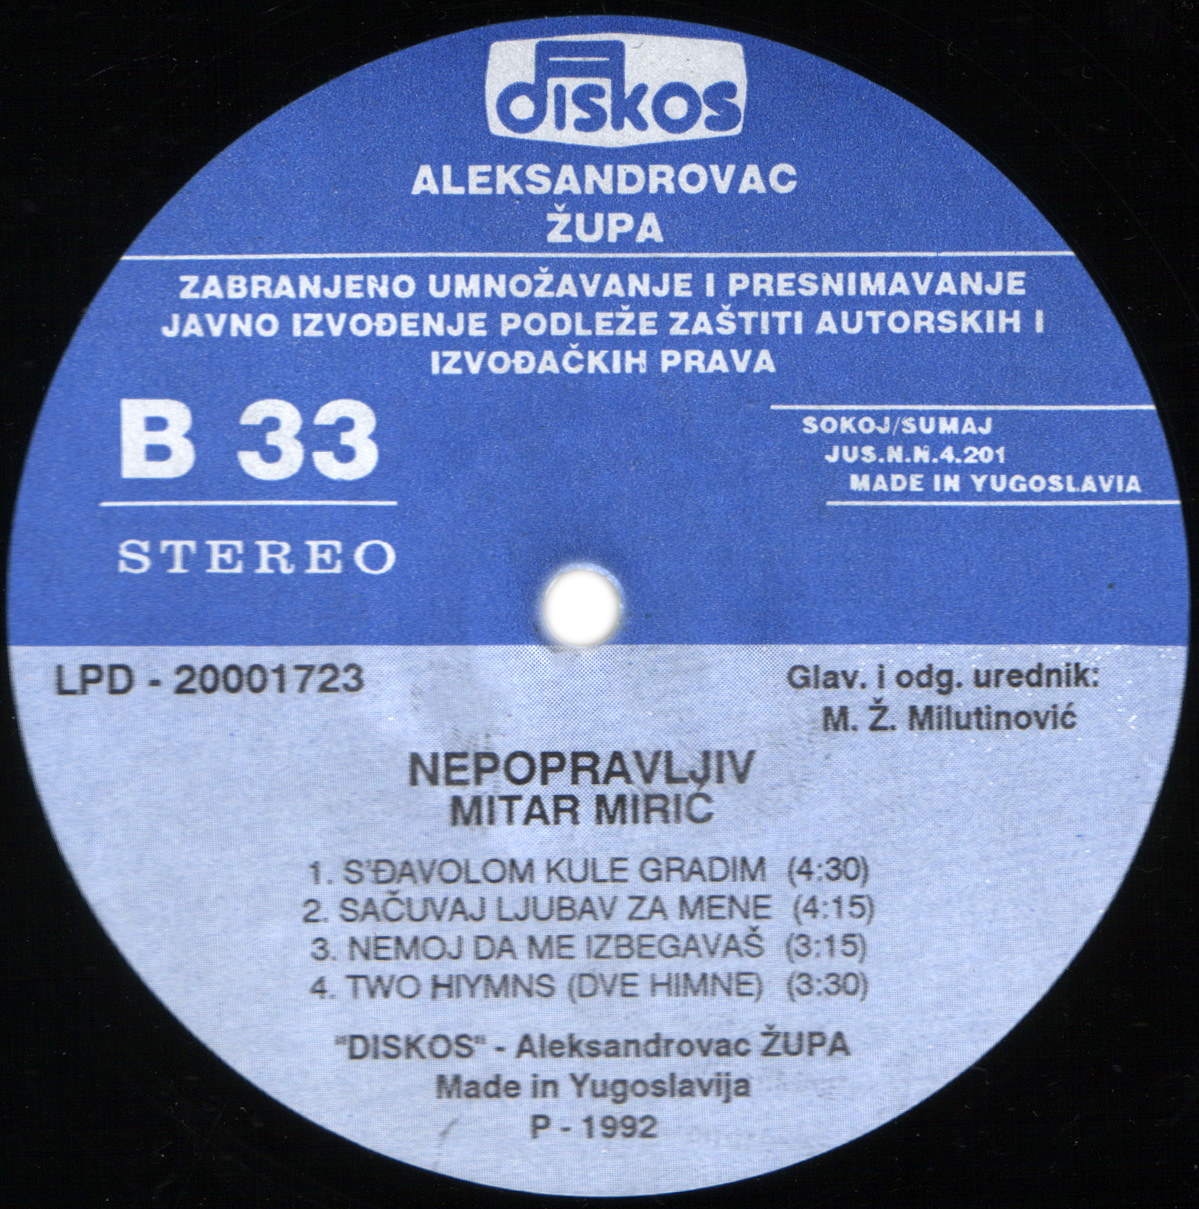 diskos
ALEKSANDROVAC
ŽUPA
ZABRANJENO UMNOŽAVANJE I PRESNIMAVANJE
JAVNO IZVOĐENJE PODLEŽE ZAŠTITI AUTORSKIH I
IZVOĐAČKIH PRAVA
B 33
STEREO
SOKOJ/SUMAJ
JUS.N.N.4.201
MADE IN YUGOSLAVIA
LPD - 20001723
Glav. i odg. urednik:
M. Ž. Milutinović
NEPOPRAVLJIV
MITAR MIRIĆ
1. S'ĐAVOLOM KULE GRADIM (4:30)
2. SAČUVAJ LJUBAV ZA MENE (4:15)
3. NEMOJ DA ME IZBEGAVAŠ (3:15)
4. TWO HIYMNS (DVE HIMNE) (3:30)
"DISKOS" - Aleksandrovac ŽUPA
Made in Yugoslavija
P - 1992